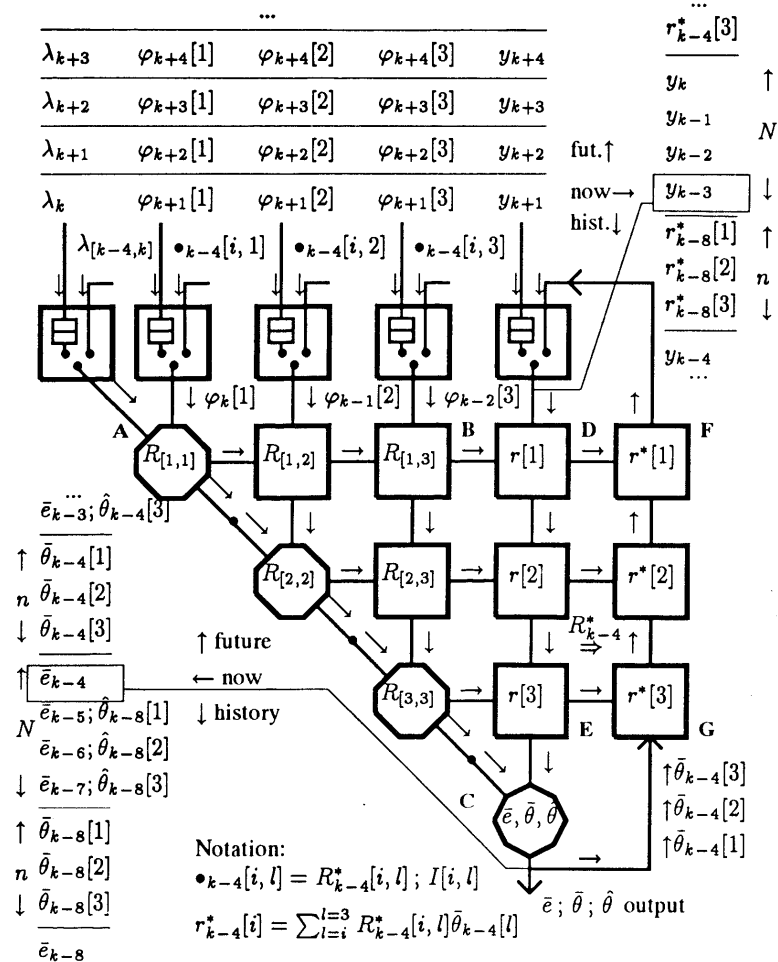 ...
λ_{k+3} φ_{k+4}[1] φ_{k+4}[2] φ_{k+4}[3] y_{k+4}
λ_{k+2} φ_{k+3}[1] φ_{k+3}[2] φ_{k+3}[3] y_{k+3}
λ_{k+1} φ_{k+2}[1] φ_{k+2}[2] φ_{k+2}[3] y_{k+2}
λ_k φ_{k+1}[1] φ_{k+1}[2] φ_{k+1}[3] y_{k+1}
fut.↑
now→
hist.↓
...
r*_{k-4}[3]
y_k ↑
y_{k-1} N
y_{k-2}
y_{k-3} ↓
r*_{k-8}[1] ↑
r*_{k-8}[2] n
r*_{k-8}[3] ↓
y_{k-4}
...
λ_{[k-4,k]} •_{k-4}[i, 1] •_{k-4}[i, 2] •_{k-4}[i, 3]
↓ ↓ ↓ ↓ ↓ ↓ ↓ ↓ ↓ ↓
↓ φ_k[1] ↓ φ_{k-1}[2] ↓ φ_{k-2}[3] ↓ ↑
A B D F
R_{[1,1]} → R_{[1,2]} → R_{[1,3]} → r[1] → r*[1]
↓ ↓ ↓ ↑
R_{[2,2]} → R_{[2,3]} → r[2] → r*[2]
↓ ↓ R*_{k-4} ⇒ ↑
R_{[3,3]} → r[3] → r*[3]
C E G
↓
ē, θ̄, θ̂
↑θ̄_{k-4}[3]
↑θ̄_{k-4}[2]
↑θ̄_{k-4}[1]
→
ē ; θ̄ ; θ̂ output
...
ē_{k-3}; θ̂_{k-4}[3]
↑ θ̄_{k-4}[1]
n θ̄_{k-4}[2]
↓ θ̄_{k-4}[3]
↑ ē_{k-4}
ē_{k-5}; θ̂_{k-8}[1]
N ē_{k-6}; θ̂_{k-8}[2]
↓ ē_{k-7}; θ̂_{k-8}[3]
↑ θ̄_{k-8}[1]
n θ̄_{k-8}[2]
↓ θ̄_{k-8}[3]
ē_{k-8}
↑ future
← now
↓ history
Notation:
•_{k-4}[i, l] = R*_{k-4}[i, l] ; I[i, l]
r*_{k-4}[i] = ∑_{l=i}^{l=3} R*_{k-4}[i, l]θ̄_{k-4}[l]